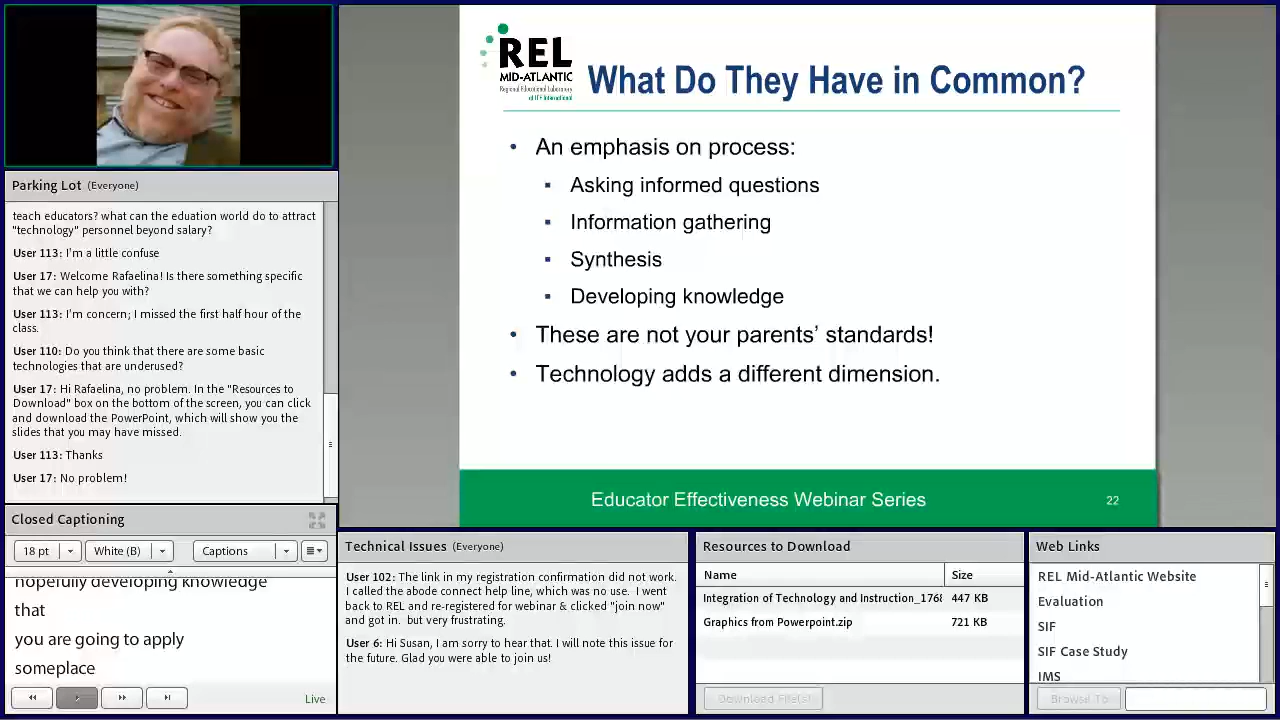 REL
MID-ATLANTIC
Regional Educational Laboratory
at ICF International
What Do They Have in Common?
• An emphasis on process:
▪ Asking informed questions
▪ Information gathering
▪ Synthesis
▪ Developing knowledge
• These are not your parents’ standards!
• Technology adds a different dimension.
Educator Effectiveness Webinar Series
22
Parking Lot (Everyone)
teach educators? what can the eduation world do to attract
"technology" personnel beyond salary?
User 113: I'm a little confuse
User 17: Welcome Rafaelina! Is there something specific
that we can help you with?
User 113: I'm concern; I missed the first half hour of the
class.
User 110: Do you think that there are some basic
technologies that are underused?
User 17: Hi Rafaelina, no problem. In the "Resources to
Download" box on the bottom of the screen, you can click
and download the PowerPoint, which will show you the
slides that you may have missed.
User 113: Thanks
User 17: No problem!
Closed Captioning
18 pt
White (B)
Captions
hopefully developing knowledge
that
you are going to apply
someplace
Live
Technical Issues (Everyone)
User 102: The link in my registration confirmation did not work.
I called the abode connect help line, which was no use. I went
back to REL and re-registered for webinar & clicked "join now"
and got in. but very frustrating.
User 6: Hi Susan, I am sorry to hear that. I will note this issue for
the future. Glad you were able to join us!
Resources to Download
Name Size
Integration of Technology and Instruction_1768 447 KB
Graphics from Powerpoint.zip 721 KB
Download File(s)
Web Links
REL Mid-Atlantic Website
Evaluation
SIF
SIF Case Study
IMS
Browse To